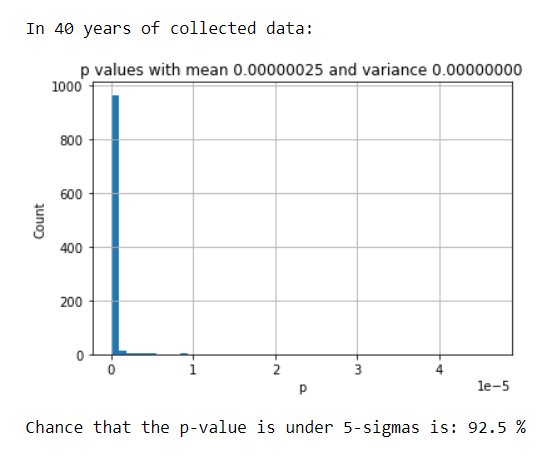 In 40 years of collected data:
p values with mean 0.00000025 and variance 0.00000000
1000
800
600
400
200
0
Count
0 1 2 3 4
1e−5
p
Chance that the p-value is under 5-sigmas is: 92.5 %